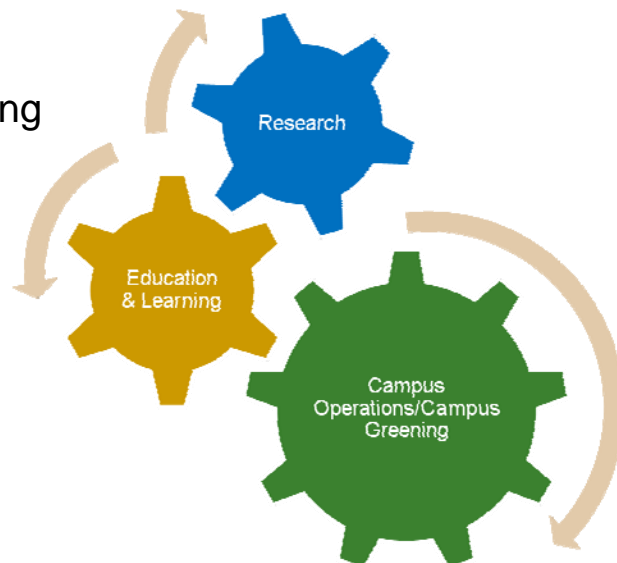 ng
Research
Education
& Learning
Campus
Operations/Campus
Greening